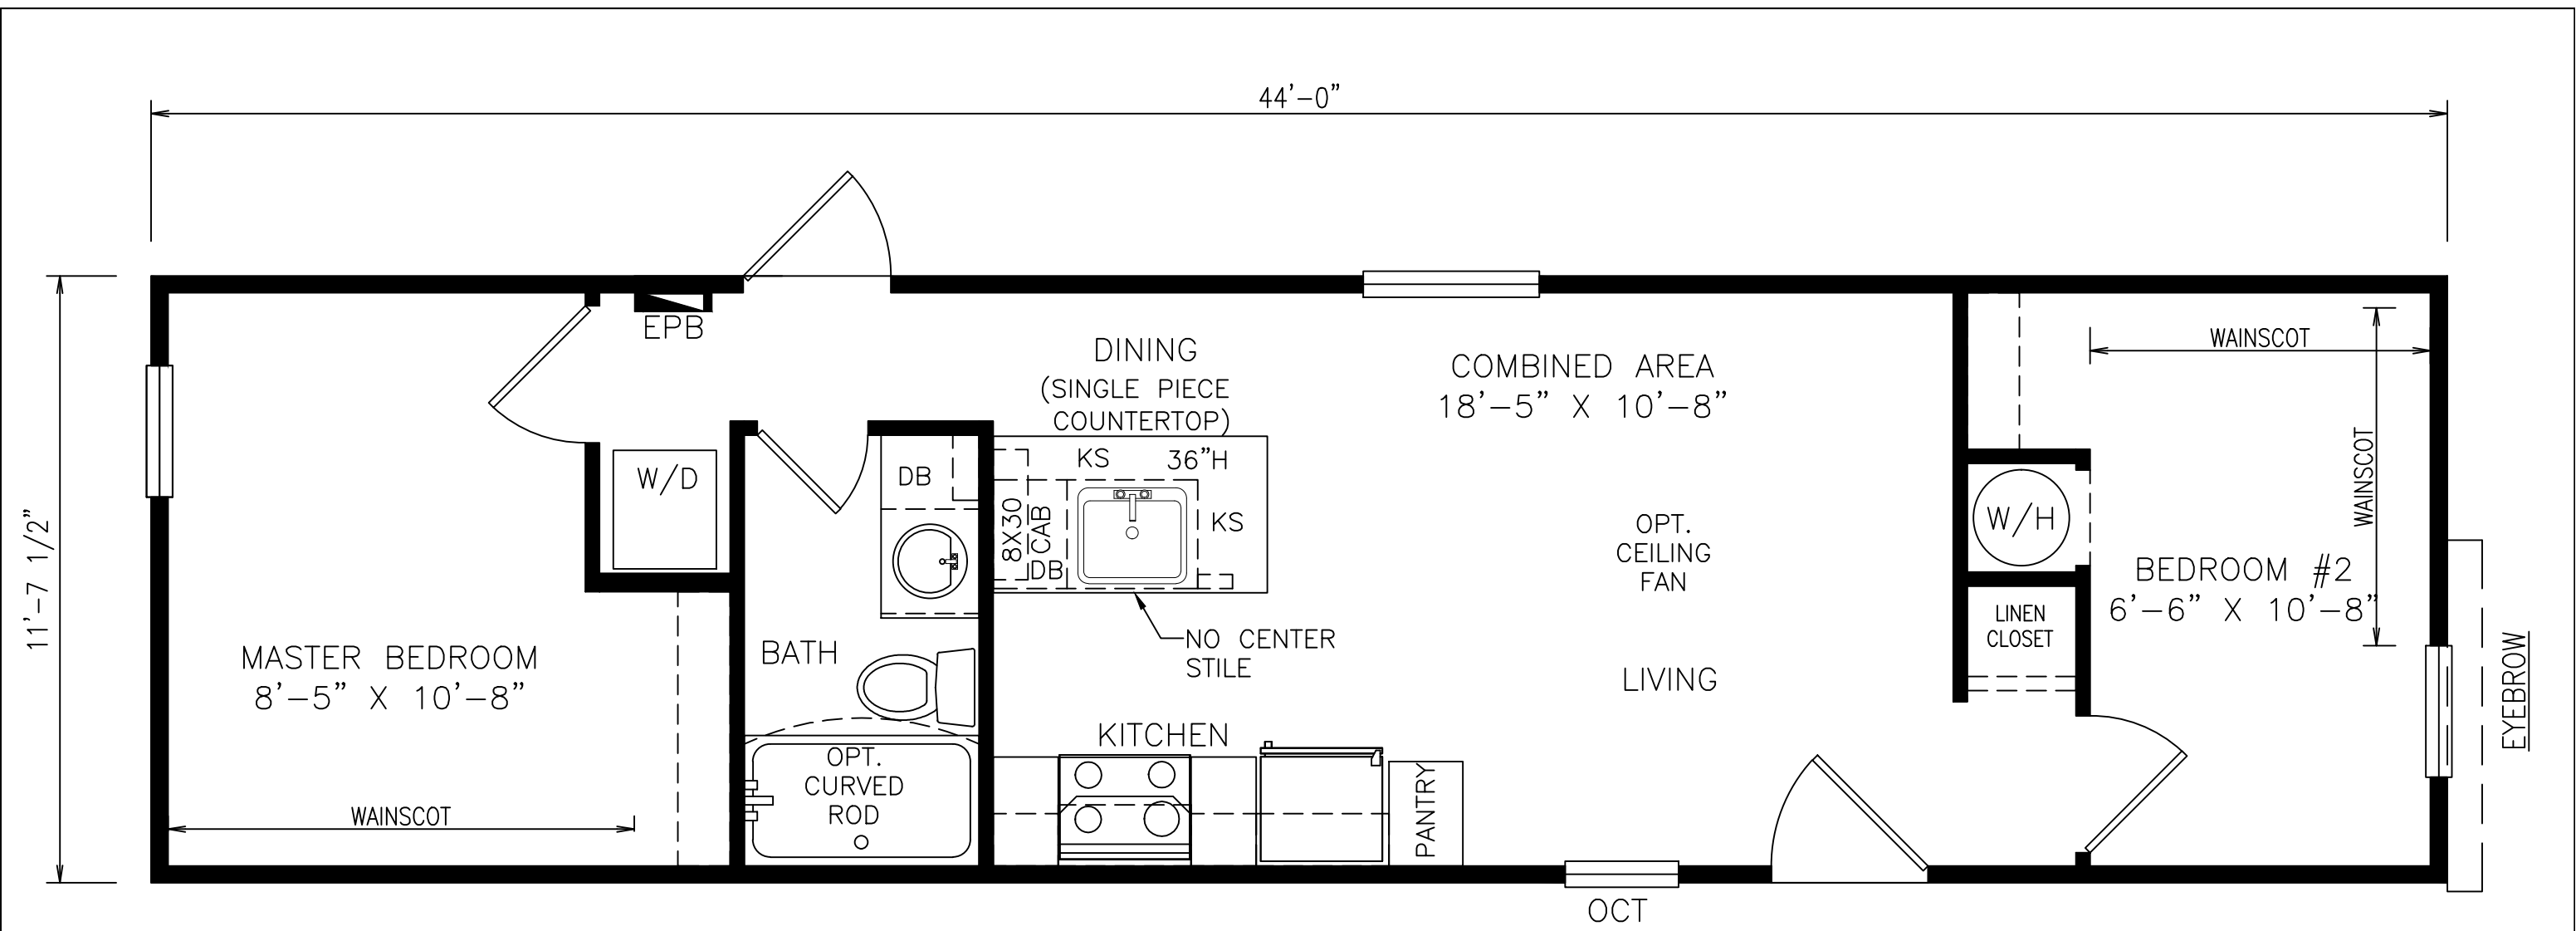 44'-0"
11'-7 1/2"
EPB
W/D
MASTER BEDROOM
8'-5" X 10'-8"
WAINSCOT
DB
BATH
OPT.
CURVED
ROD
DINING
(SINGLE PIECE
COUNTERTOP)
KS
36"H
8X30
CAB
DB
KS
NO CENTER
STILE
KITCHEN
PANTRY
COMBINED AREA
18'-5" X 10'-8"
OPT.
CEILING
FAN
LIVING
OCT
W/H
LINEN
CLOSET
WAINSCOT
WAINSCOT
BEDROOM #2
6'-6" X 10'-8"
EYEBROW